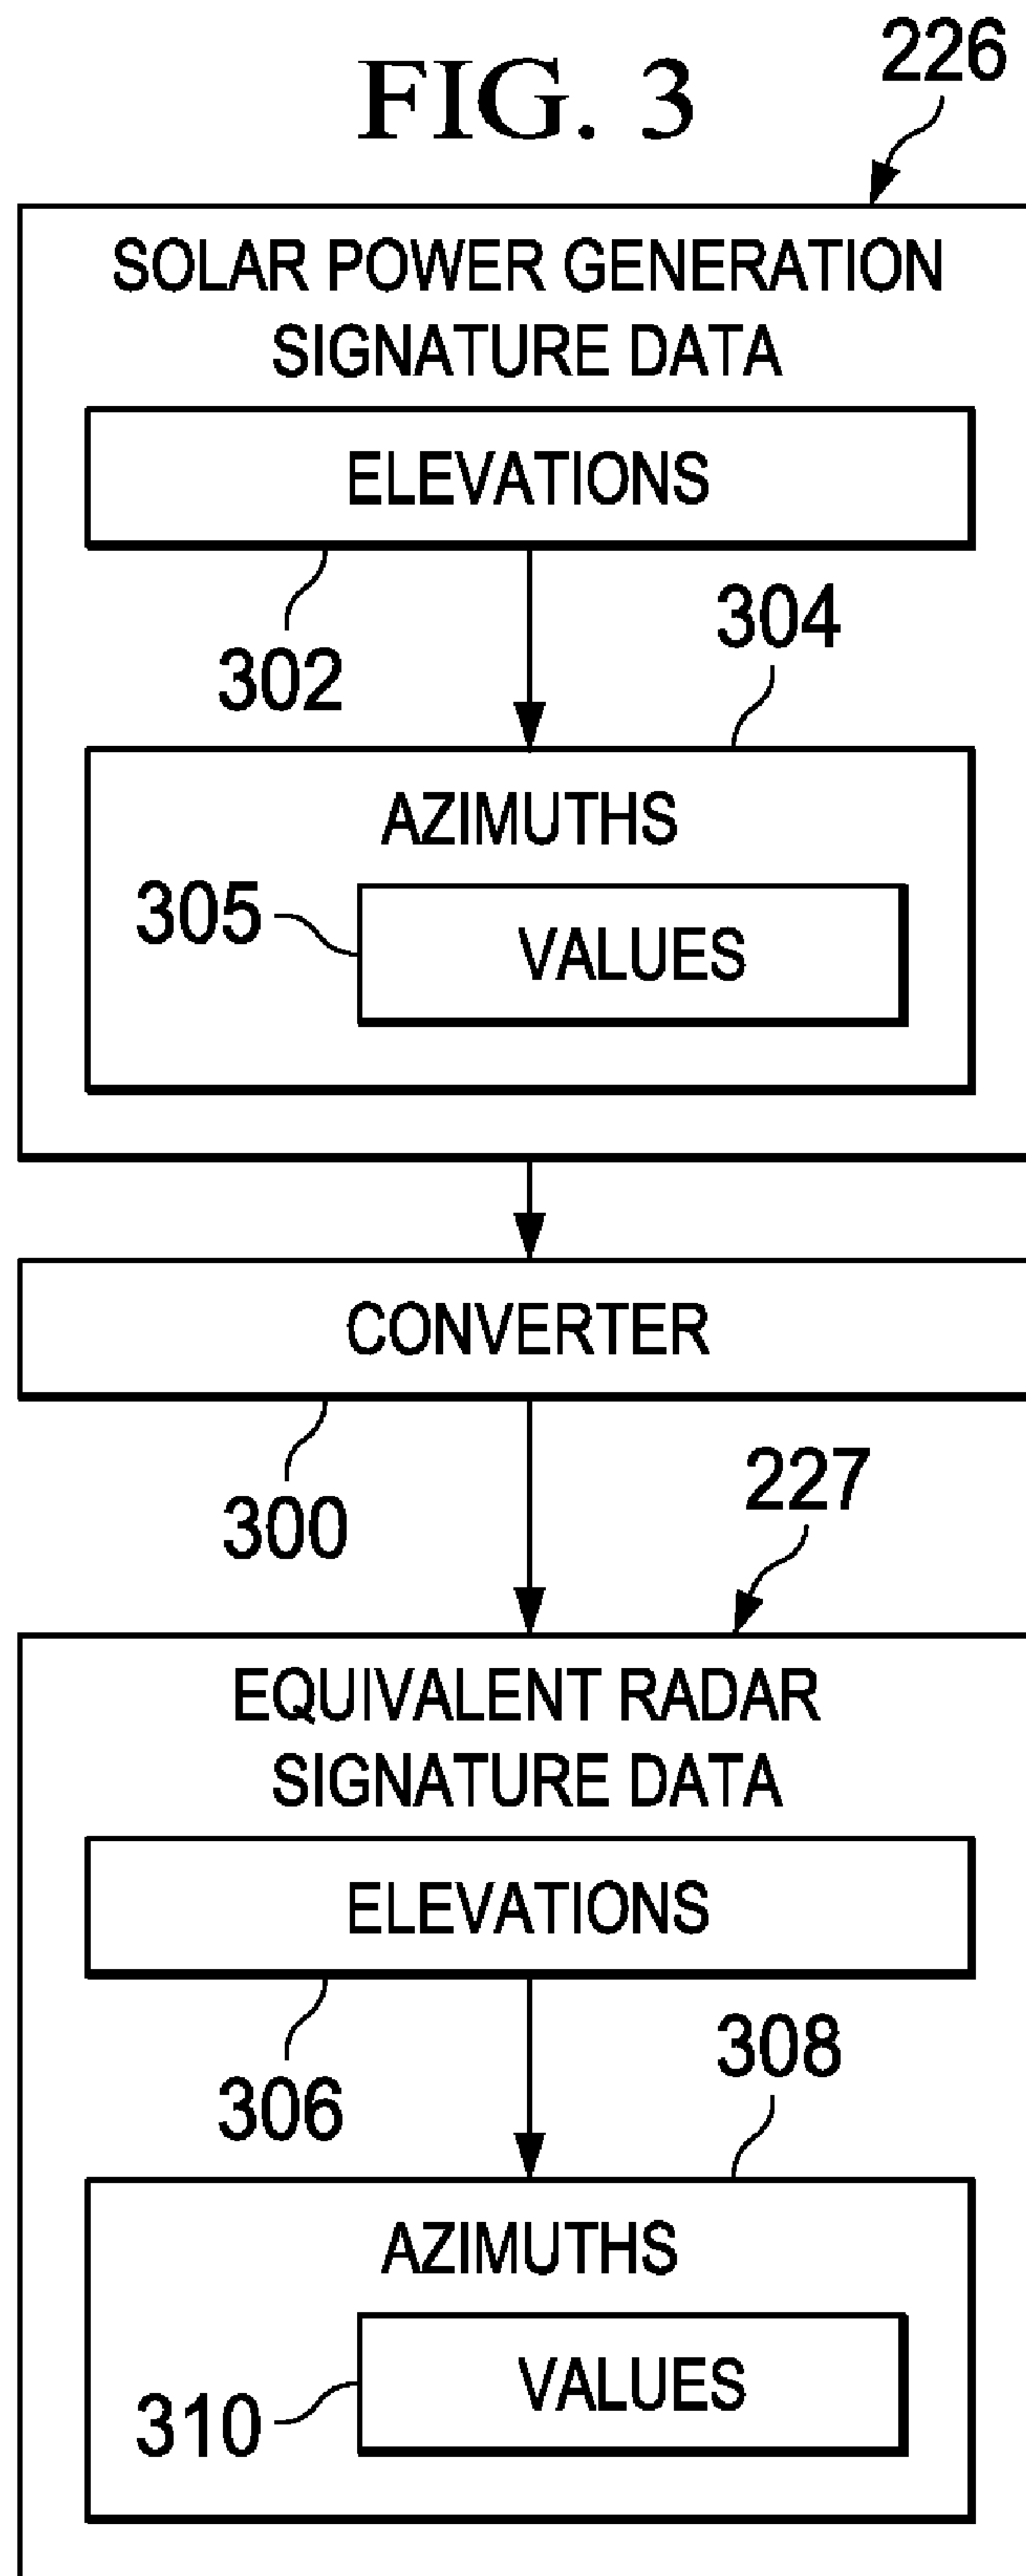 FIG. 3
226
SOLAR POWER GENERATION
SIGNATURE DATA
ELEVATIONS
302
304
AZIMUTHS
305
VALUES
CONVERTER
300
227
EQUIVALENT RADAR
SIGNATURE DATA
ELEVATIONS
306
308
AZIMUTHS
VALUES
310